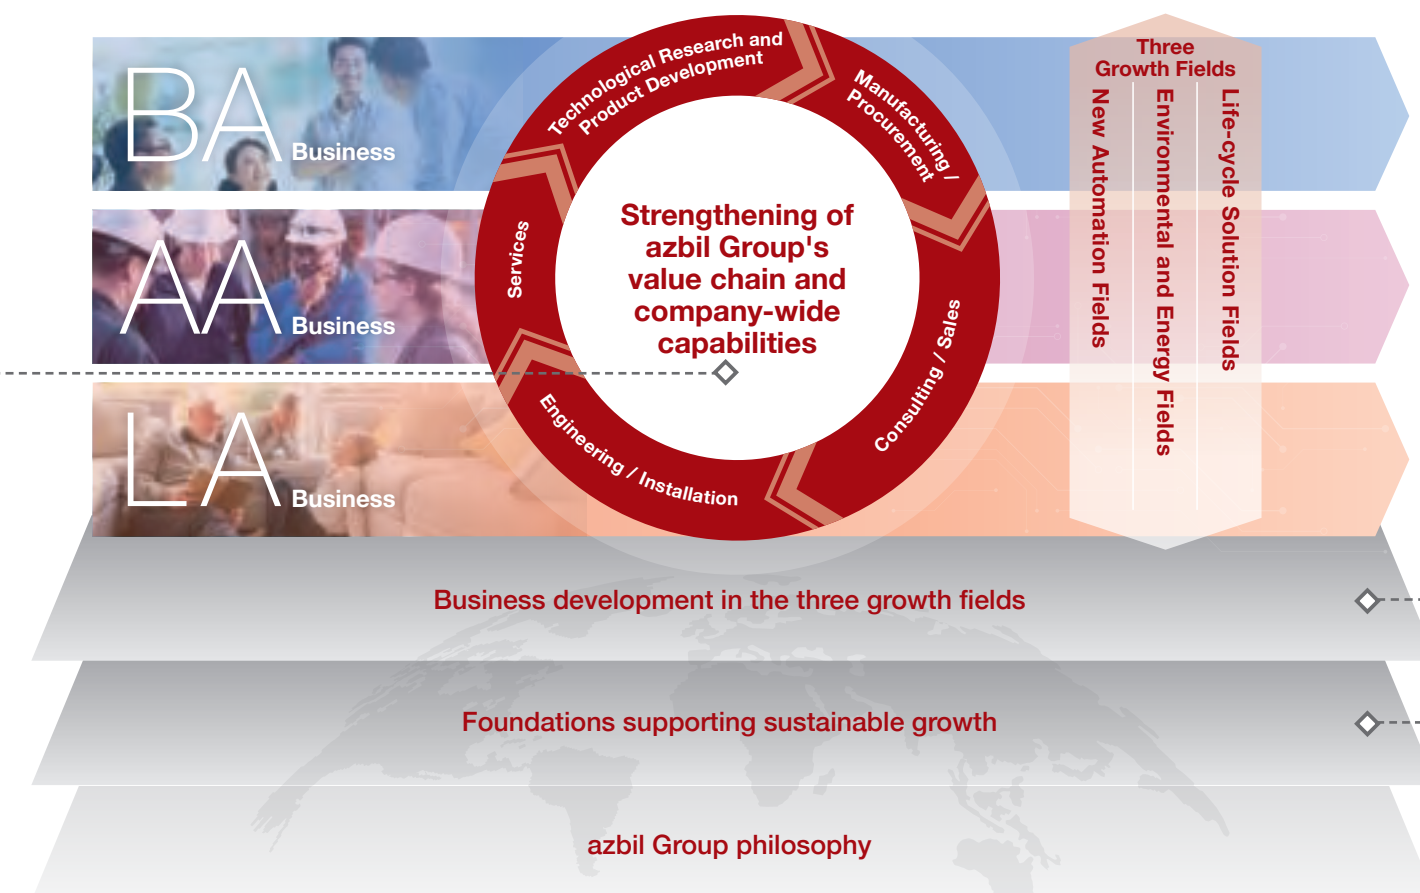 BA Business
AA Business
LA Business
Technological Research and
Product Development
Manufacturing /
Procurement
Consulting / Sales
Engineering / Installation
Services
Strengthening of
azbil Group's
value chain and
company-wide
capabilities
Three
Growth Fields
New Automation Fields
Environmental and Energy Fields
Life-cycle Solution Fields
Business development in the three growth fields
Foundations supporting sustainable growth
azbil Group philosophy